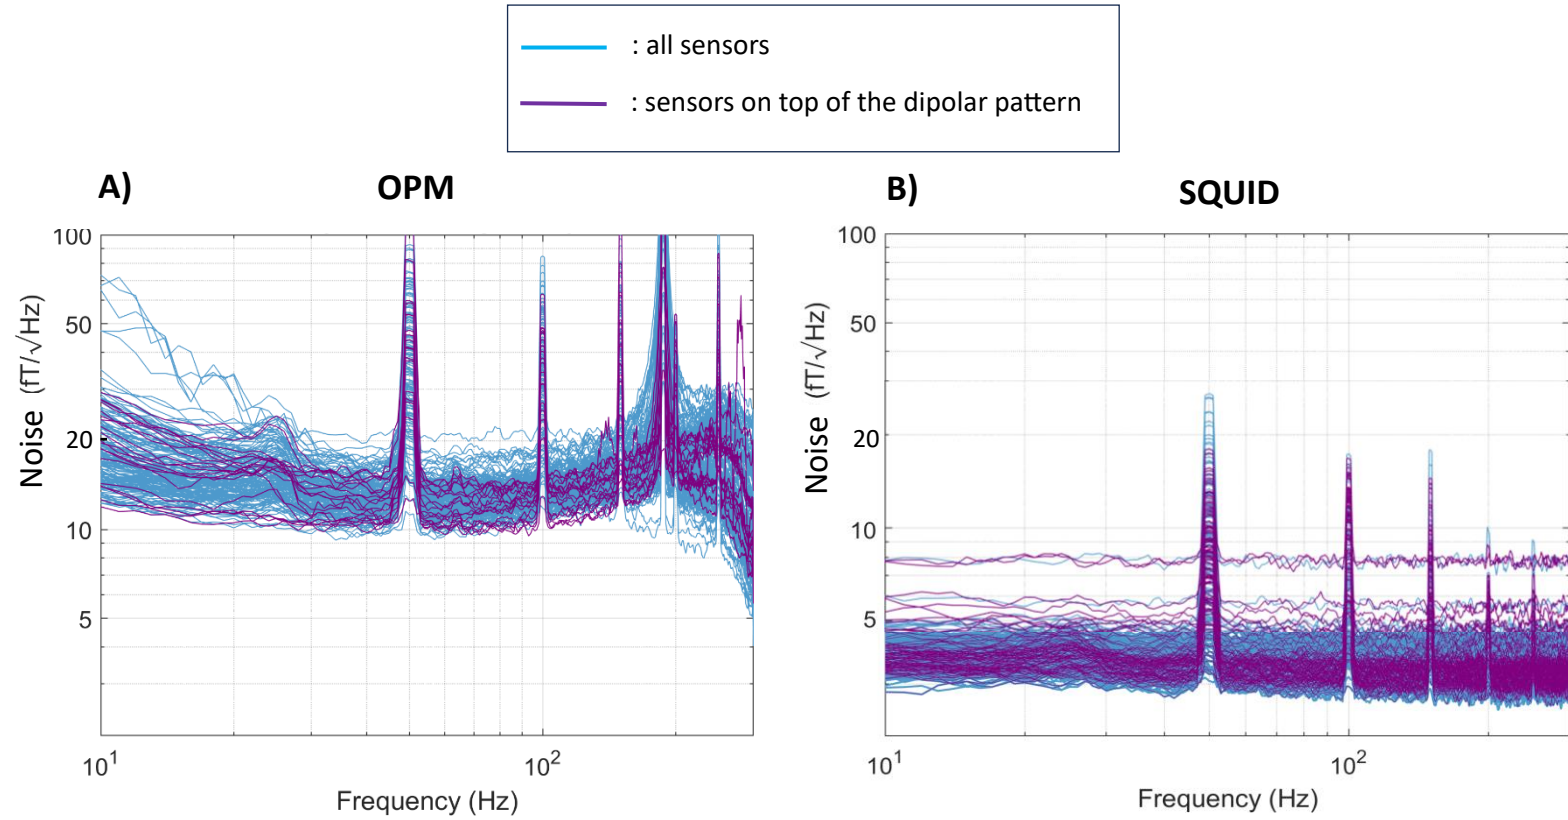 : all sensors
: sensors on top of the dipolar pattern
A)
OPM
B)
SQUID
100
50
20
10
5
Noise (fT/√Hz)
10¹
10²
Frequency (Hz)
100
50
20
10
5
Noise (fT/√Hz)
10¹
10²
Frequency (Hz)